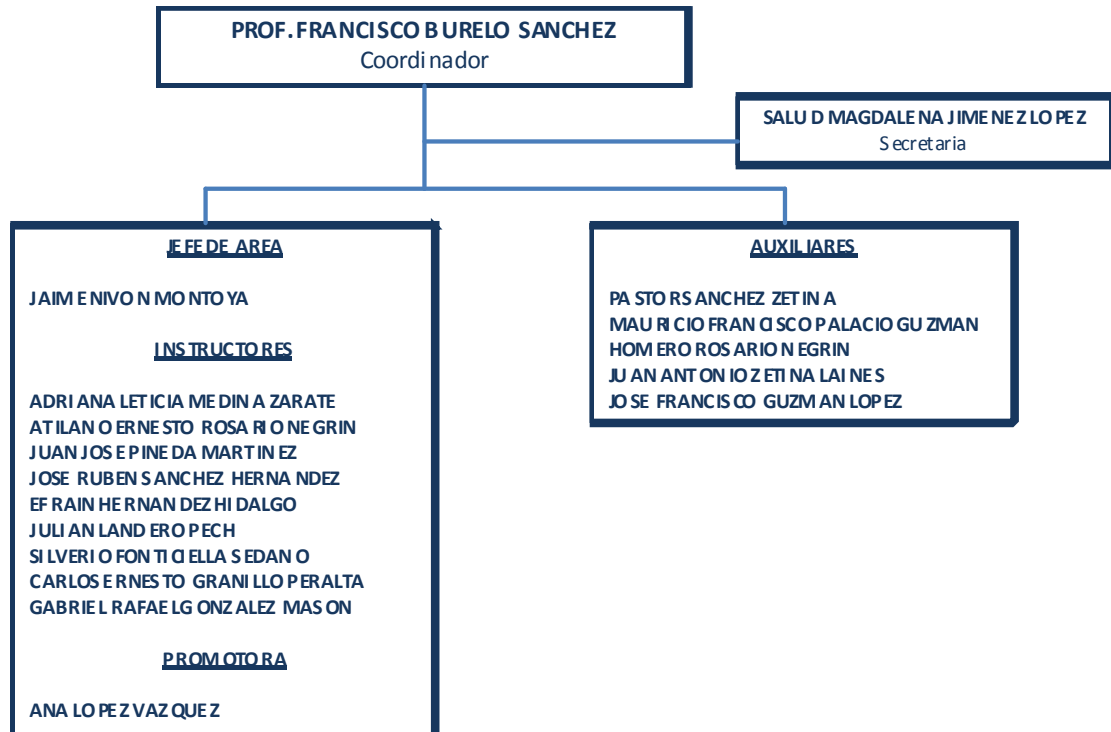 PROF. FRANCISCO BURELO SANCHEZ
Coordinador
SALUD MAGDALENA JIMENEZ LOPEZ
Secretaria
JEFE DE AREA
JAIME NIVON MONTOYA
INSTRUCTORES
ADRIANA LETICIA MEDINA ZARATE
ATILANO ERNESTO ROSARIO NEGRIN
JUAN JOSE PINEDA MARTINEZ
JOSE RUBEN SANCHEZ HERNANDEZ
EFRAIN HERNANDEZ HIDALGO
JULIAN LANDERO PECH
SILVERIO FONTICIELLA SEDANO
CARLOS ERNESTO GRANILLO PERALTA
GABRIEL RAFAEL GONZALEZ MASON
PROMOTORA
ANA LOPEZ VAZQUEZ
AUXILIARES
PASTOR SANCHEZ ZETINA
MAURICIO FRANCISCO PALACIO GUZMAN
HOMERO ROSARIO NEGRIN
JUAN ANTONIO ZETINA LAINES
JOSE FRANCISCO GUZMAN LOPEZ